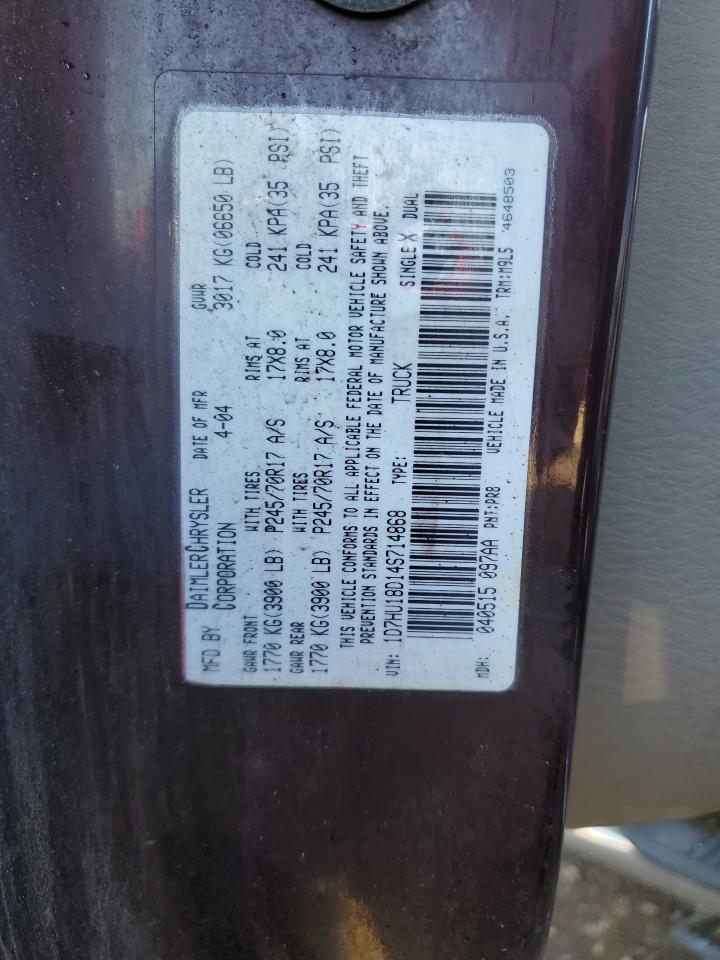 MFD BY DAIMLERCHRYSLER CORPORATION DATE OF MFR 4-04 GVWR 3017 KG(06650 LB)
GAWR FRONT WITH TIRES RIMS AT COLD
1770 KG(3900 LB) P245/70R17 A/S 17X8.0 241 KPA(35 PSI)
GAWR REAR WITH TIRES RIMS AT COLD
1770 KG(3900 LB) P245/70R17 A/S 17X8.0 241 KPA(35 PSI)
THIS VEHICLE CONFORMS TO ALL APPLICABLE FEDERAL MOTOR VEHICLE SAFETY AND THEFT
PREVENTION STANDARDS IN EFFECT ON THE DATE OF MANUFACTURE SHOWN ABOVE.
VIN: 1D7HU18D14S714868 TYPE: TRUCK SINGLE X DUAL
MDH: 040515 097AA PNT:PR8 VEHICLE MADE IN U.S.A. TRM:M9L5 4648503